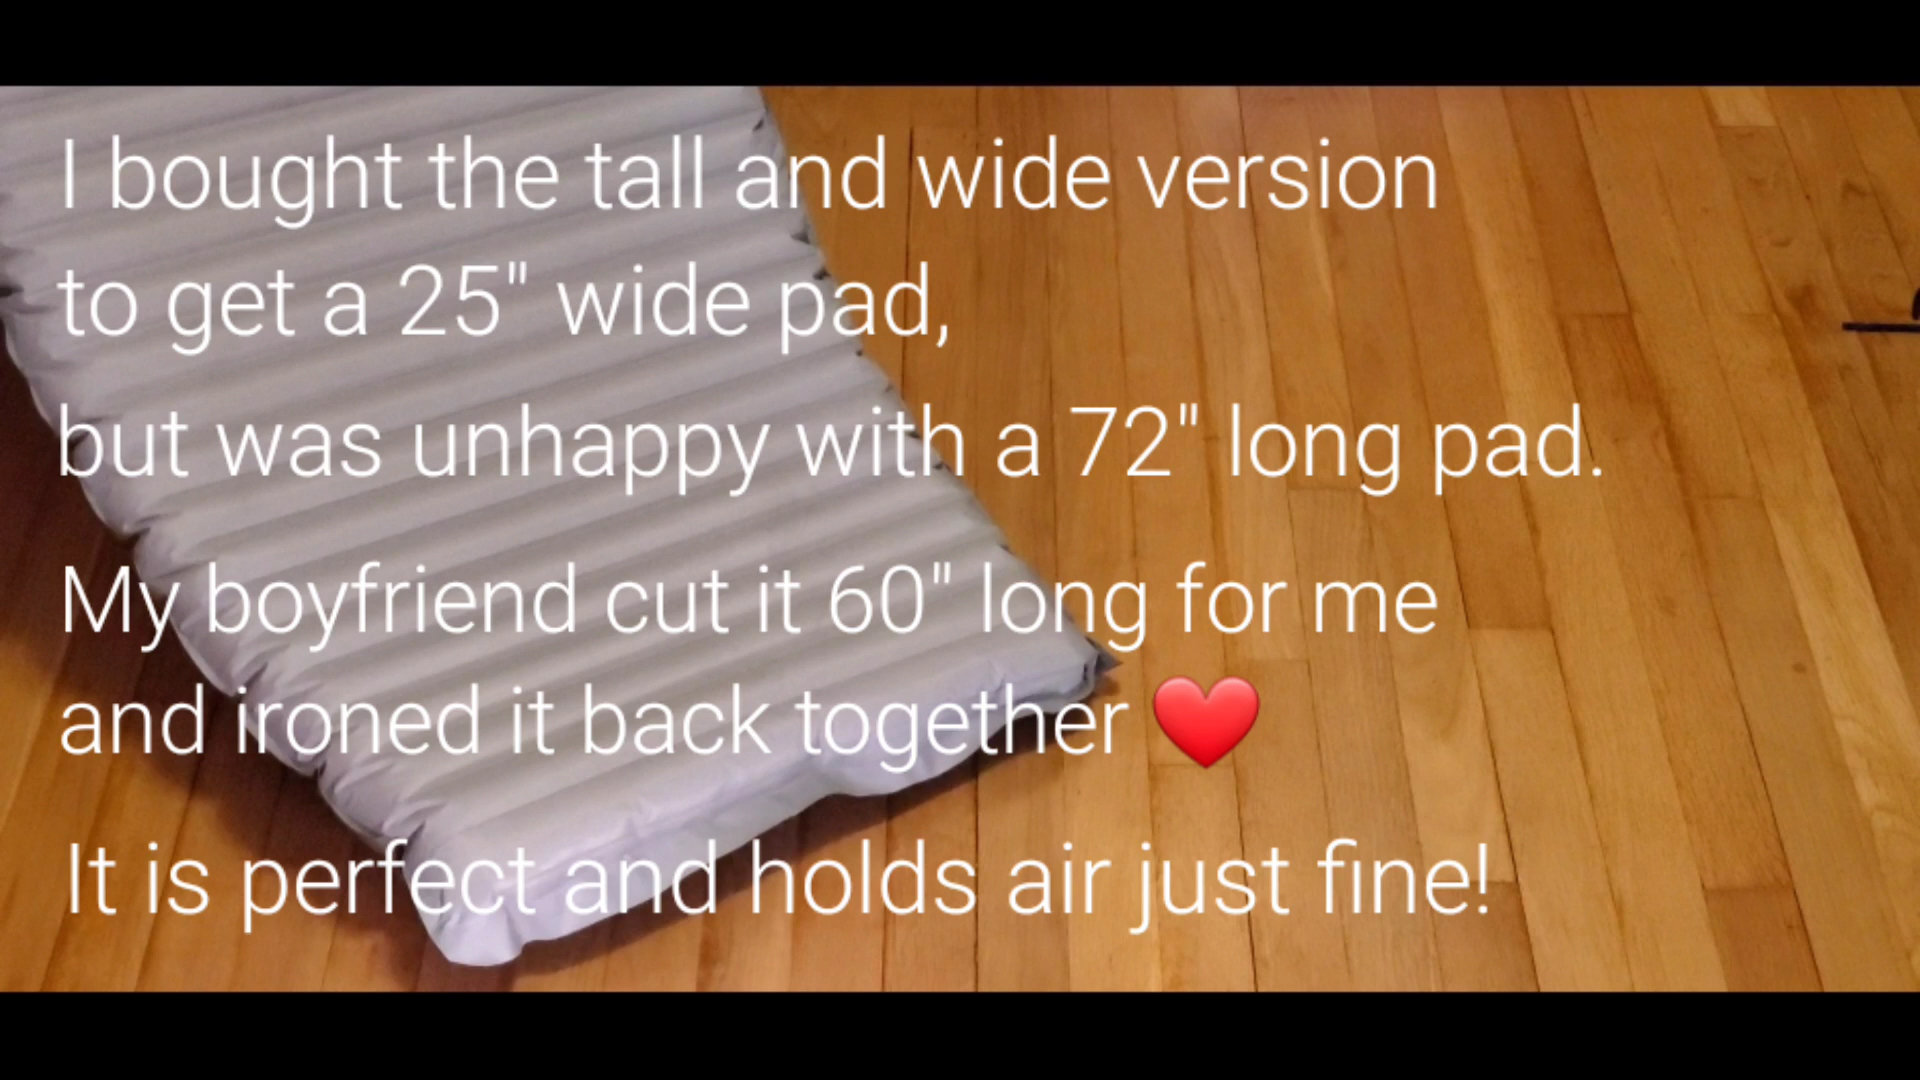 I bought the tall and wide version
to get a 25" wide pad,
but was unhappy with a 72" long pad.
My boyfriend cut it 60" long for me
and ironed it back together ❤️
It is perfect and holds air just fine!